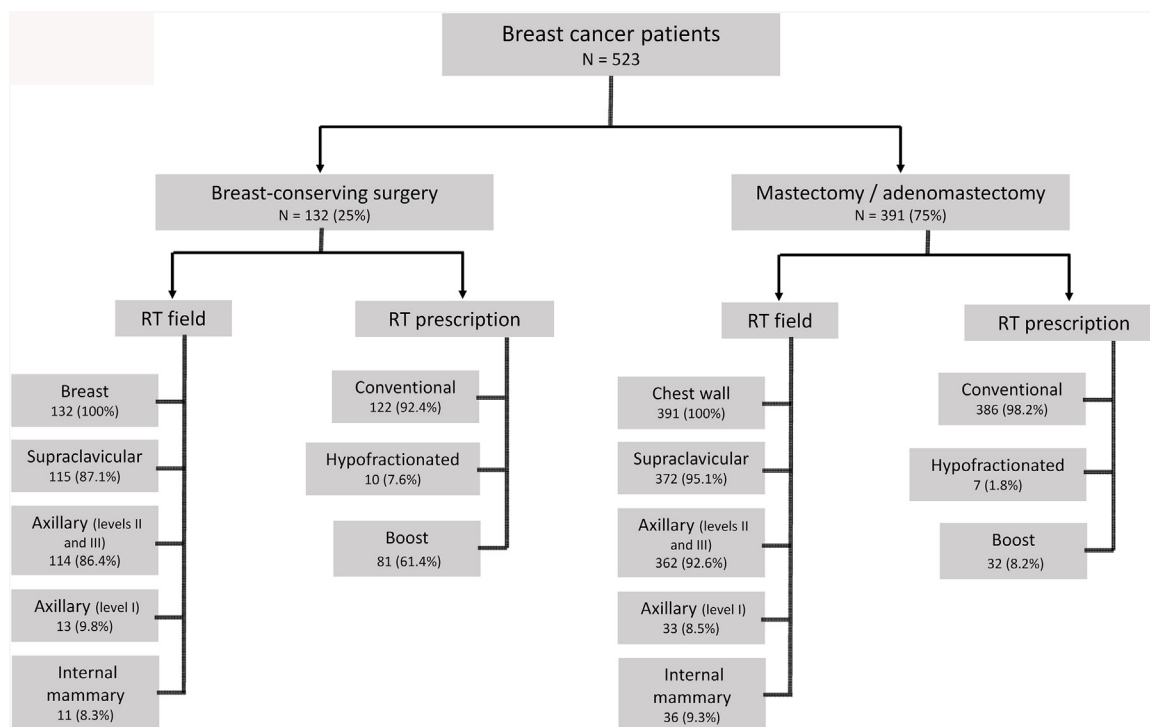 Breast cancer patients
N = 523
Breast-conserving surgery
N = 132 (25%)
Mastectomy / adenomastectomy
N = 391 (75%)
RT field
RT prescription
RT field
RT prescription
Breast
132 (100%)
Supraclavicular
115 (87.1%)
Axillary (levels II
and III)
114 (86.4%)
Axillary (level I)
13 (9.8%)
Internal
mammary
11 (8.3%)
Conventional
122 (92.4%)
Hypofractionated
10 (7.6%)
Boost
81 (61.4%)
Chest wall
391 (100%)
Supraclavicular
372 (95.1%)
Axillary (levels II
and III)
362 (92.6%)
Axillary (level I)
33 (8.5%)
Internal
mammary
36 (9.3%)
Conventional
386 (98.2%)
Hypofractionated
7 (1.8%)
Boost
32 (8.2%)